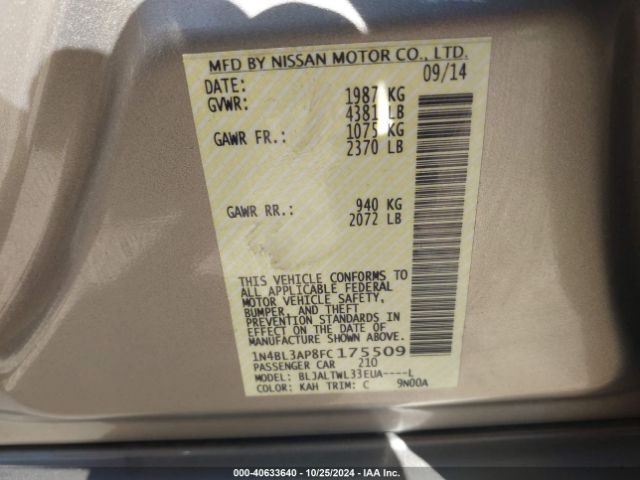 MFD BY NISSAN MOTOR CO., LTD.
DATE: 09/14
GVWR: 1987 KG
4381 LB
GAWR FR.: 1075 KG
2370 LB
GAWR RR.: 940 KG
2072 LB
THIS VEHICLE CONFORMS TO
ALL APPLICABLE FEDERAL
MOTOR VEHICLE SAFETY,
BUMPER, AND THEFT
PREVENTION STANDARDS IN
EFFECT ON THE DATE OF
MANUFACTURE SHOWN ABOVE.
1N4BL3AP8FC175509
PASSENGER CAR 210
MODEL: BLJALTWL33EUA----L
COLOR: KAH TRIM: C 9N00A
000-40633640 / 10/25/2024 / IAA Inc.